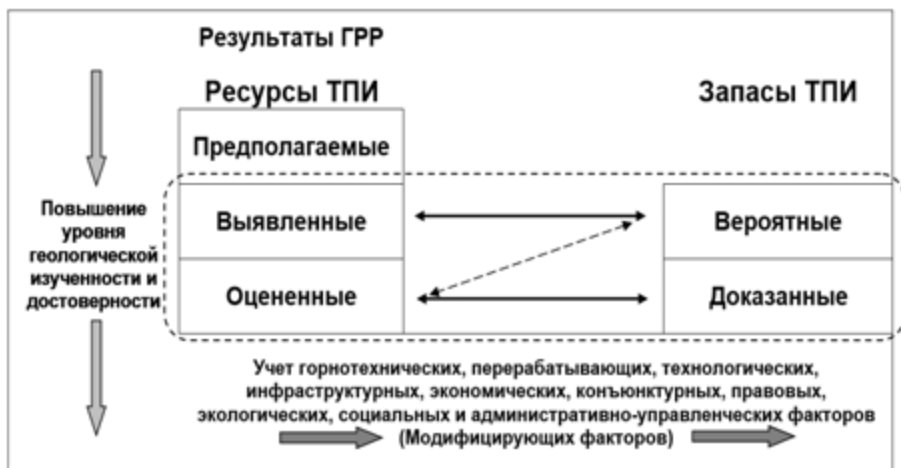 Результаты ГРР
Ресурсы ТПИ
Запасы ТПИ
Предполагаемые
Повышение
уровня
геологической
изученности и
достоверности
Выявленные
Вероятные
Оцененные
Доказанные
Учет горнотехнических, перерабатывающих, технологических,
инфраструктурных, экономических, конъюнктурных, правовых,
экологических, социальных и административно-управленческих факторов
(Модифицирующих факторов)